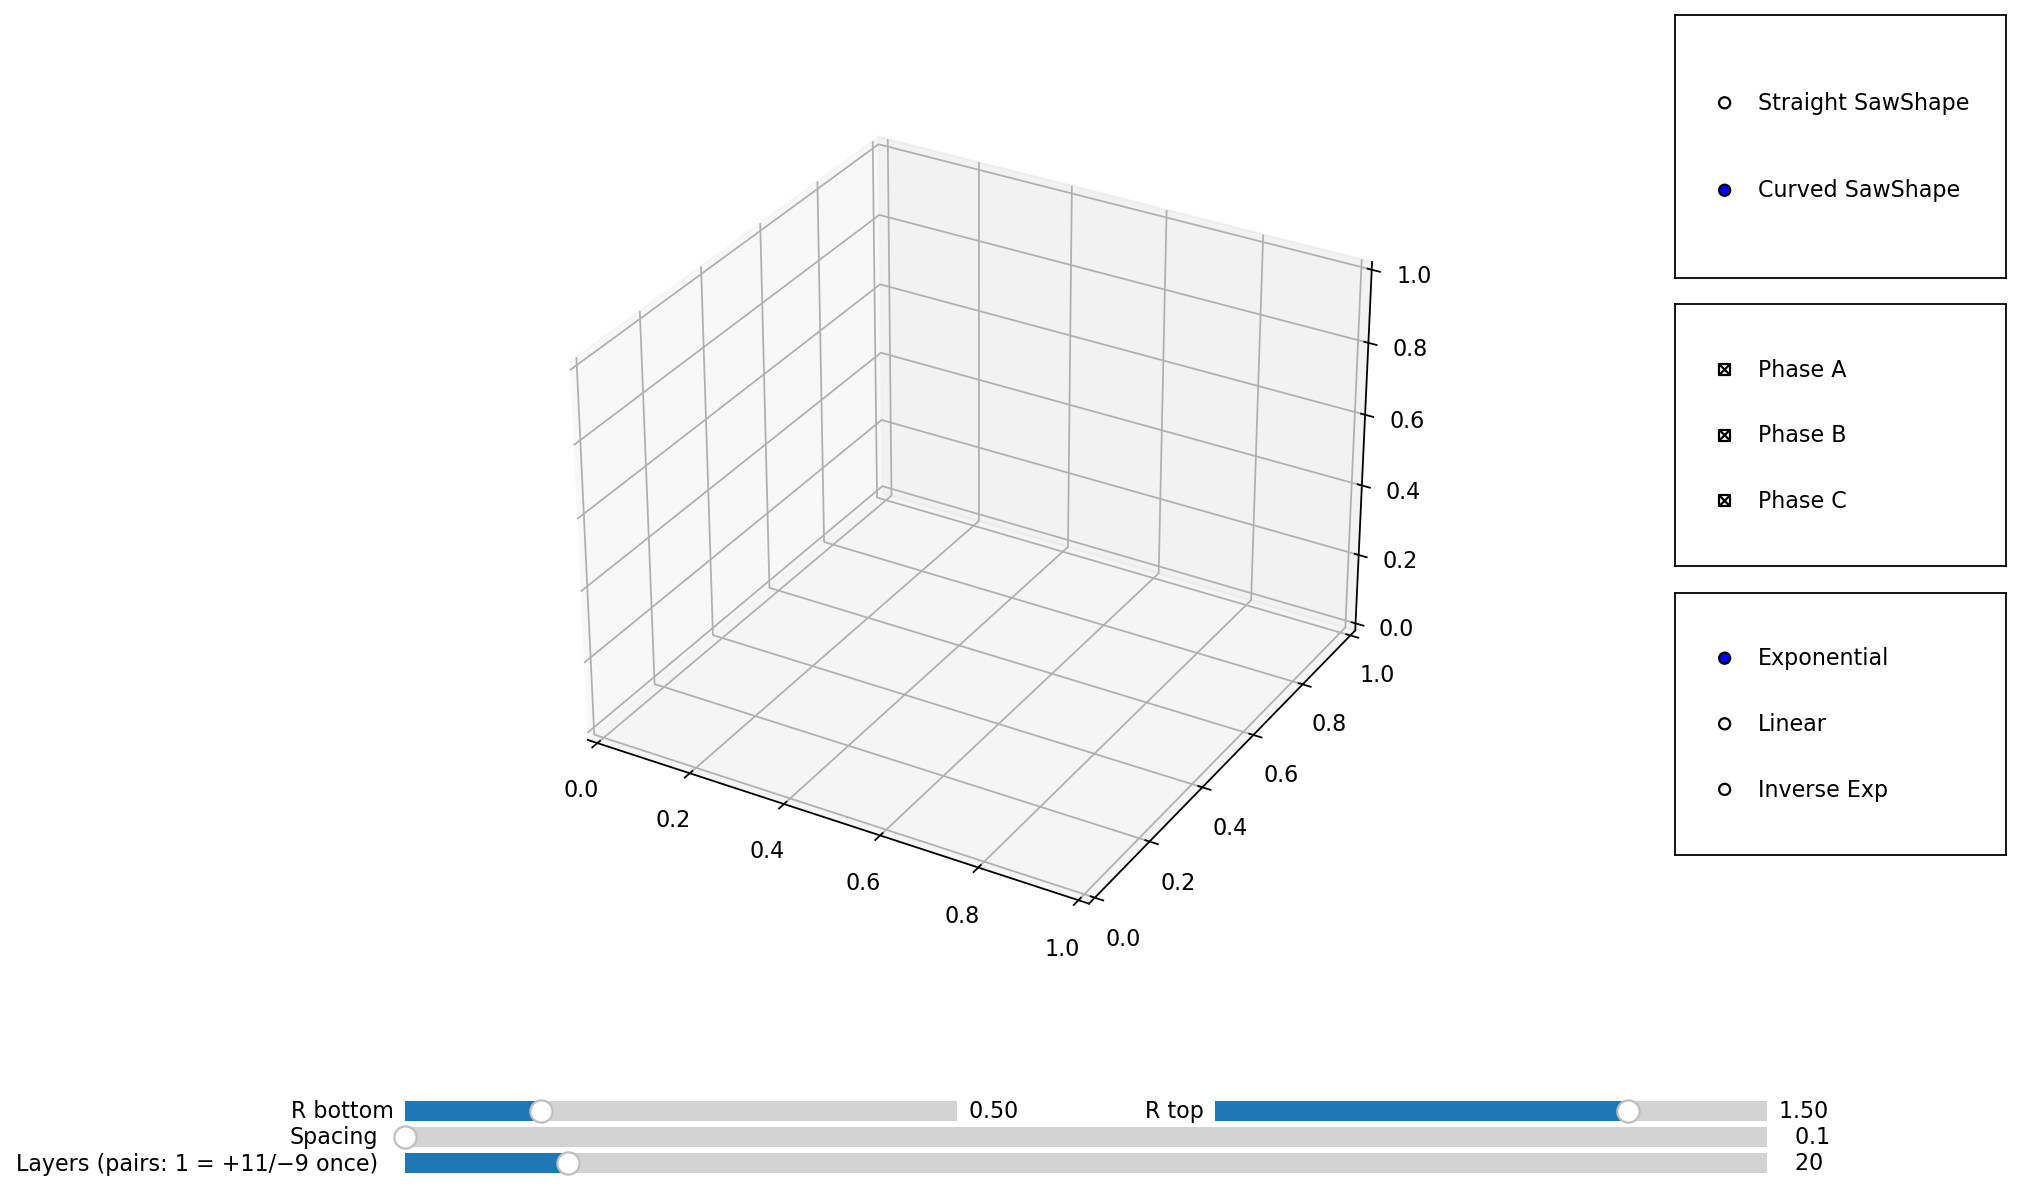 Straight SawShape
Curved SawShape
Phase A
Phase B
Phase C
Exponential
Linear
Inverse Exp
1.0
0.8
0.6
0.4
0.2
0.0
1.0
0.8
0.6
0.4
0.2
0.0
0.0
0.2
0.4
0.6
0.8
1.0
R bottom 0.50 R top 1.50
Spacing 0.1
Layers (pairs: 1 = +11/−9 once) 20